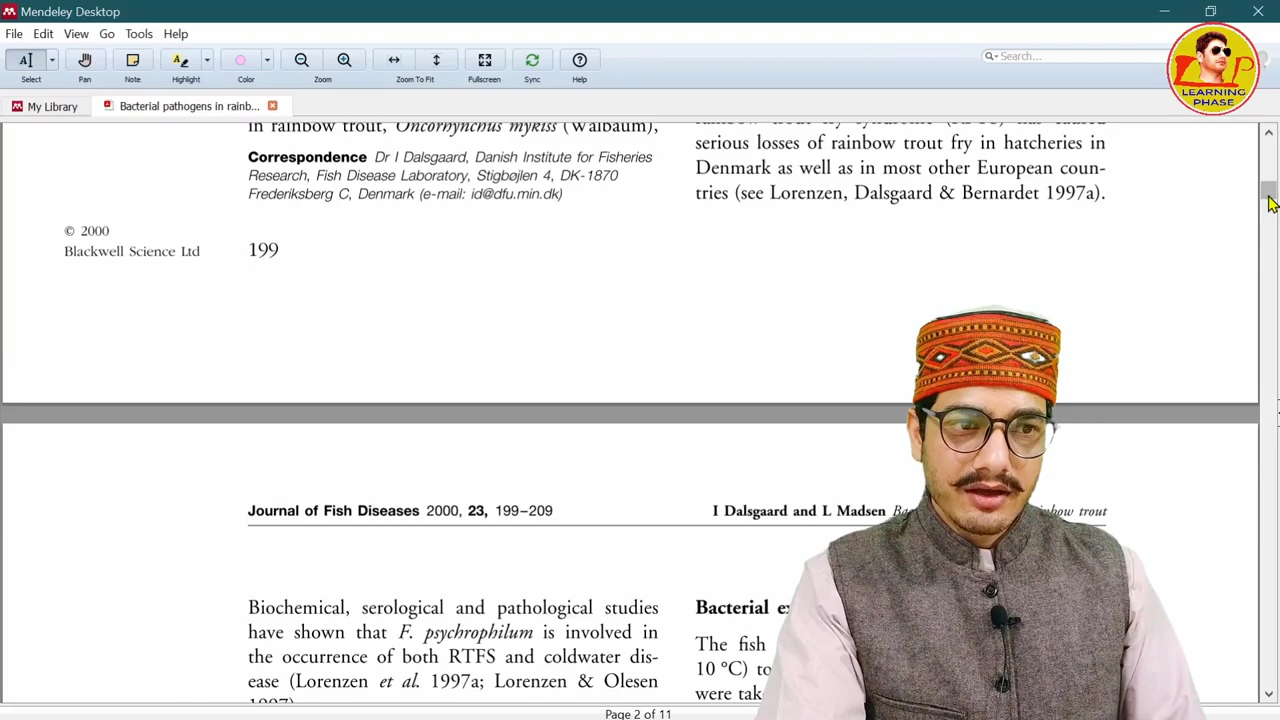 Mendeley Desktop
File Edit View Go Tools Help
Select Pan Note Highlight Color Zoom Zoom To Fit Fullscreen Sync Help
Search...
LEARNING
PHASE
My Library
Bacterial pathogens in rainb...
in rainbow trout, Oncorhynchus mykiss (Walbaum),
Correspondence Dr I Dalsgaard, Danish Institute for Fisheries
Research, Fish Disease Laboratory, Stigbøjlen 4, DK-1870
Frederiksberg C, Denmark (e-mail: id@dfu.min.dk)
© 2000
Blackwell Science Ltd
199
serious losses of rainbow trout fry in hatcheries in
Denmark as well as in most other European coun-
tries (see Lorenzen, Dalsgaard & Bernardet 1997a).
Journal of Fish Diseases 2000, 23, 199–209
I Dalsgaard and L Madsen trout
Biochemical, serological and pathological studies
have shown that F. psychrophilum is involved in
the occurrence of both RTFS and coldwater dis-
ease (Lorenzen et al. 1997a; Lorenzen & Olesen
Bacterial
The fish
10 °C) to
were
Page 2 of 11